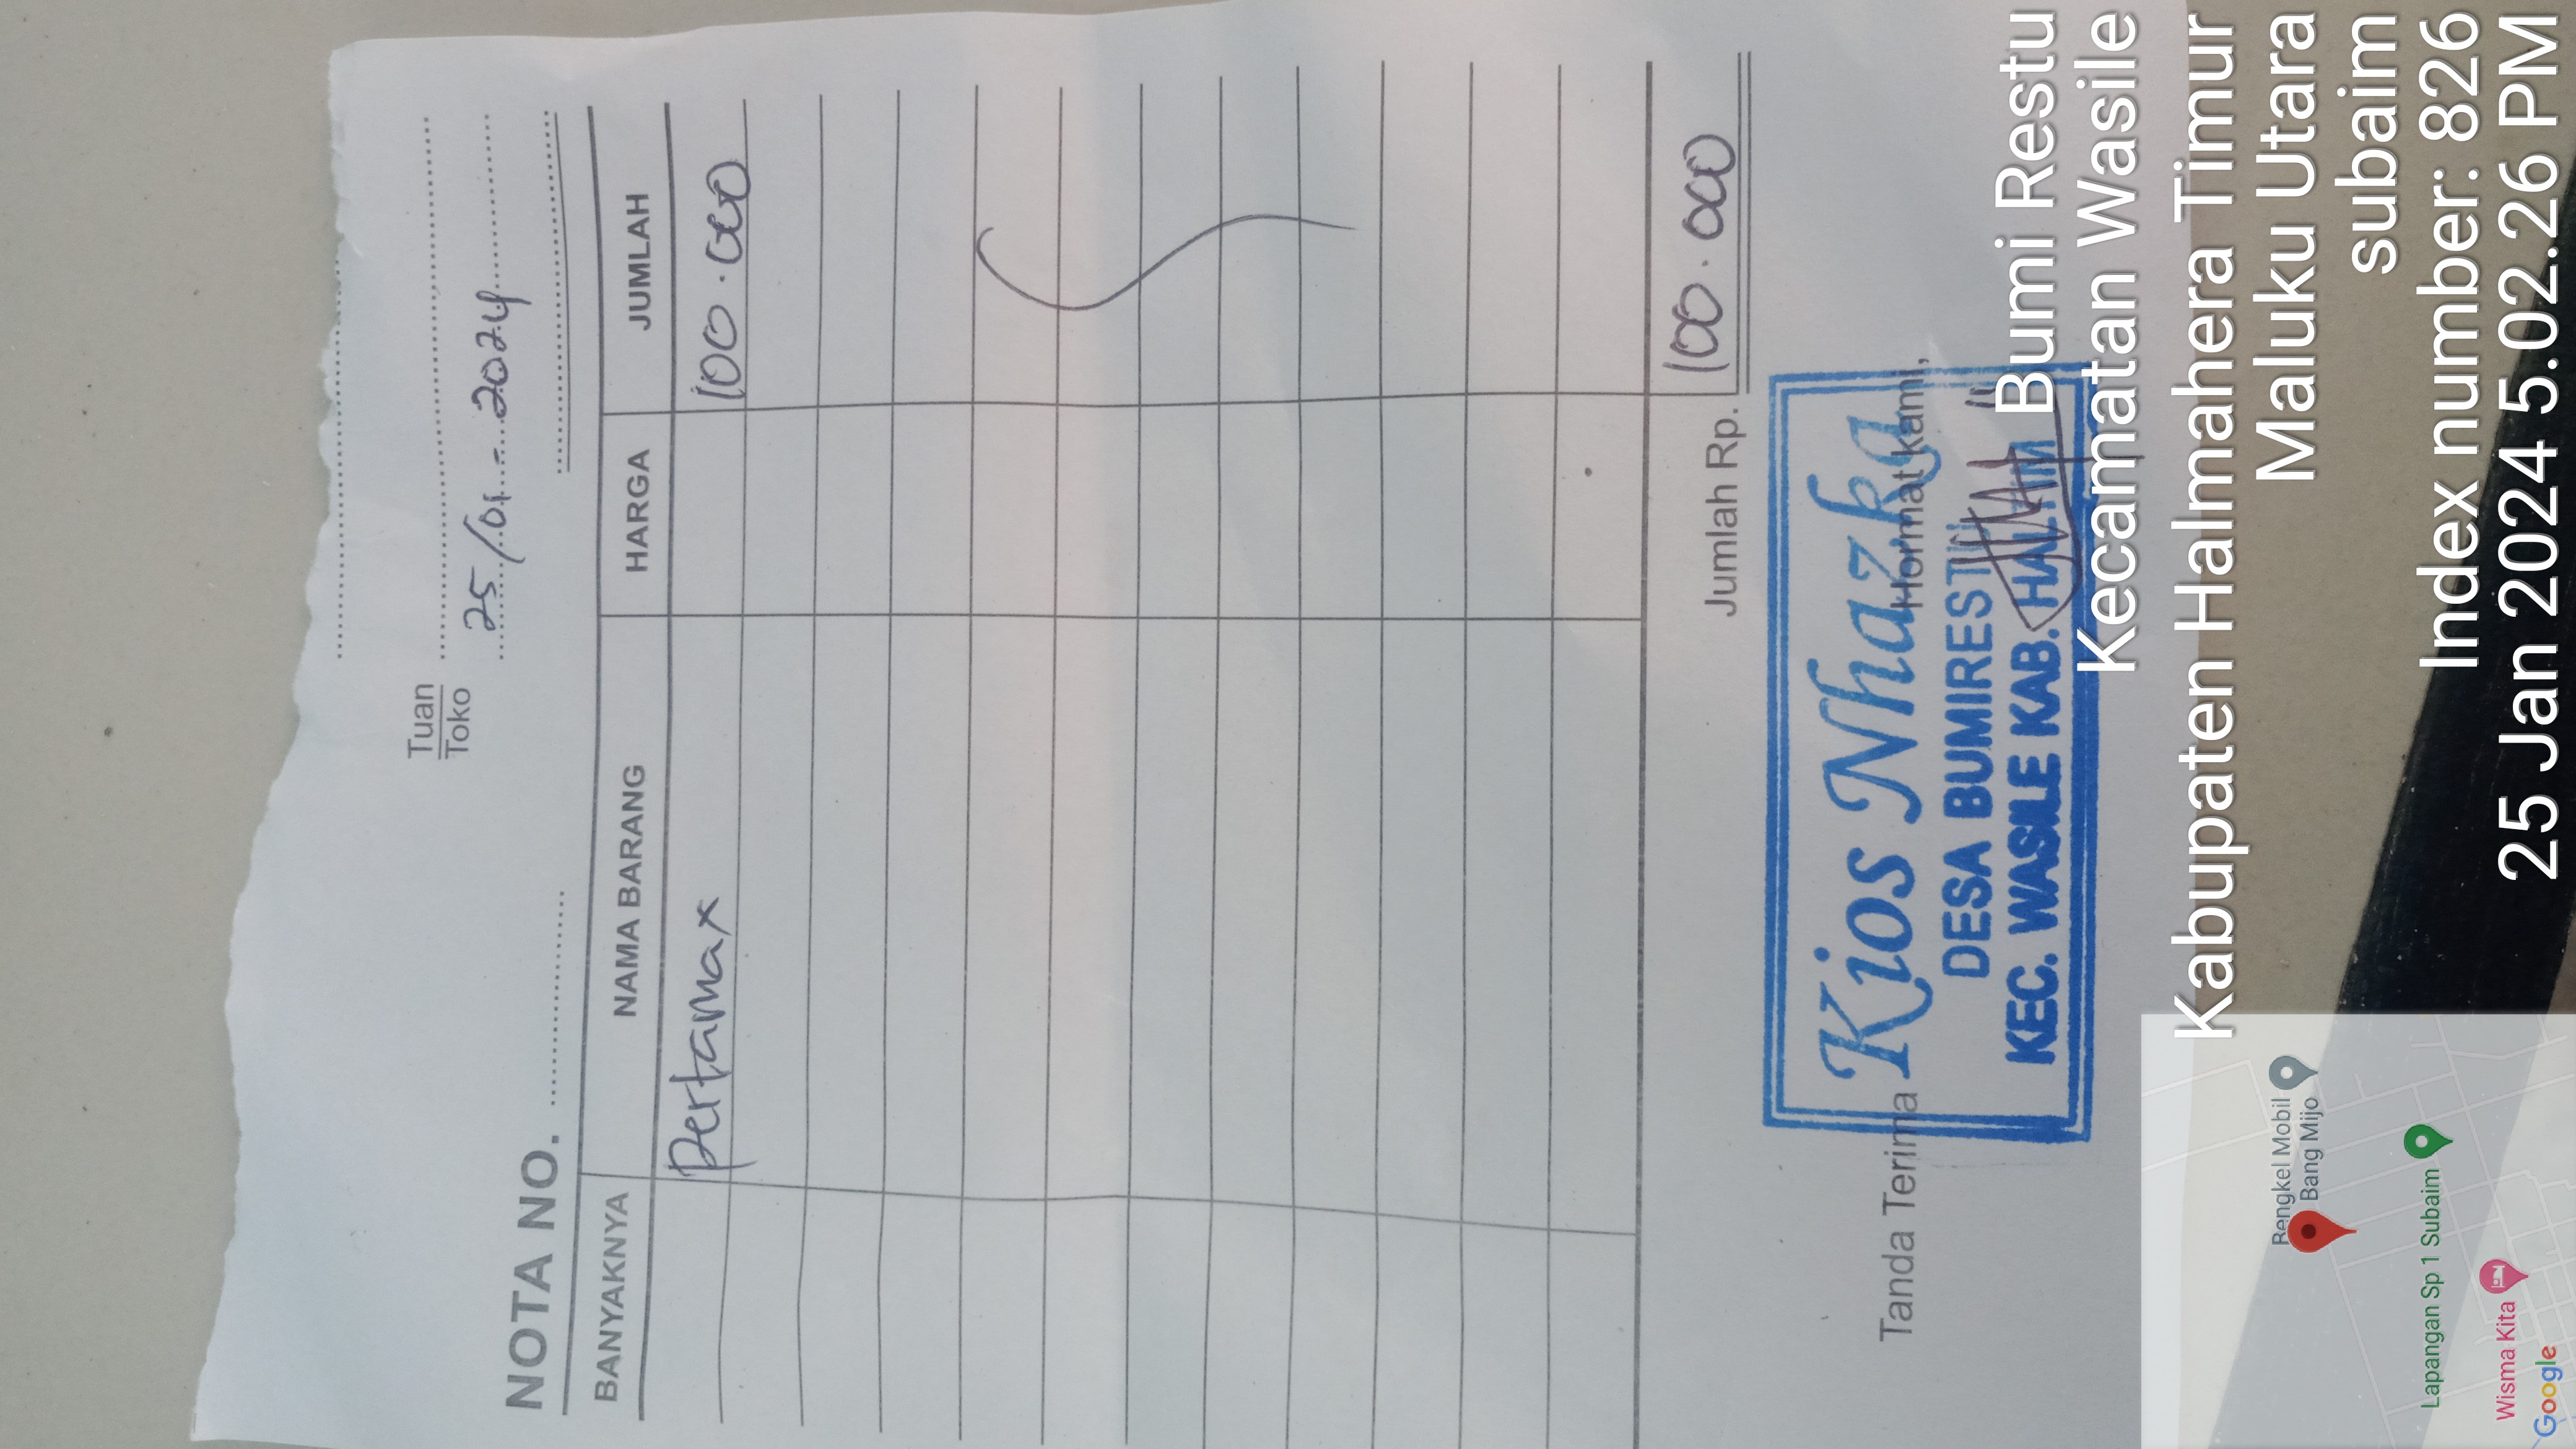 Tuan
Toko
25/01 - 2024
NOTA NO.
BANYAKNYA NAMA BARANG HARGA JUMLAH
Pertamax 100.000
Jumlah Rp. 100.000
Tanda Terima Hormat kami,
Kios Nhazka
DESA BUMIRESTU
KEC. WASILE KAB. HALTIM
Bumi Restu
Kecamatan Wasile
Kabupaten Halmahera Timur
Maluku Utara
subaim
Index number: 826
25 Jan 2024 5.02.26 PM
Bengkel Mobil
Bang Mijo
Lapangan Sp 1 Subaim
Wisma Kita
Google